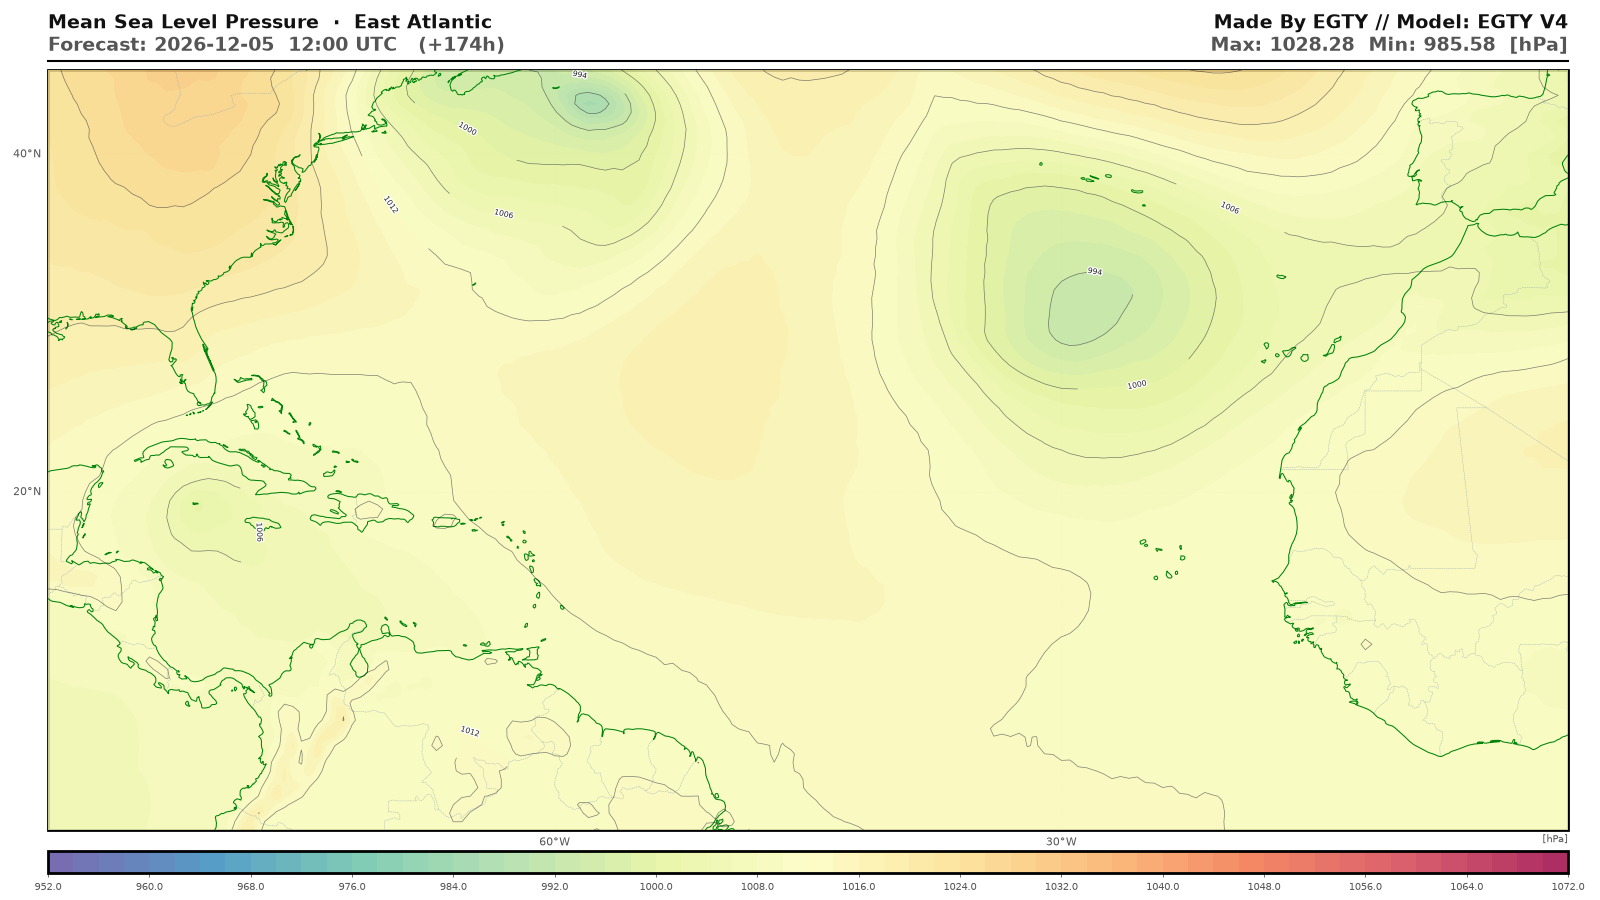 Mean Sea Level Pressure · East Atlantic
Made By EGTY // Model: EGTY V4
Forecast: 2026-12-05 12:00 UTC (+174h)
Max: 1028.28 Min: 985.58 [hPa]
994
1000
40°N
1012
1006
1006
994
1000
20°N
1006
1012
60°W
30°W
[hPa]
952.0
960.0
968.0
976.0
984.0
992.0
1000.0
1008.0
1016.0
1024.0
1032.0
1040.0
1048.0
1056.0
1064.0
1072.0